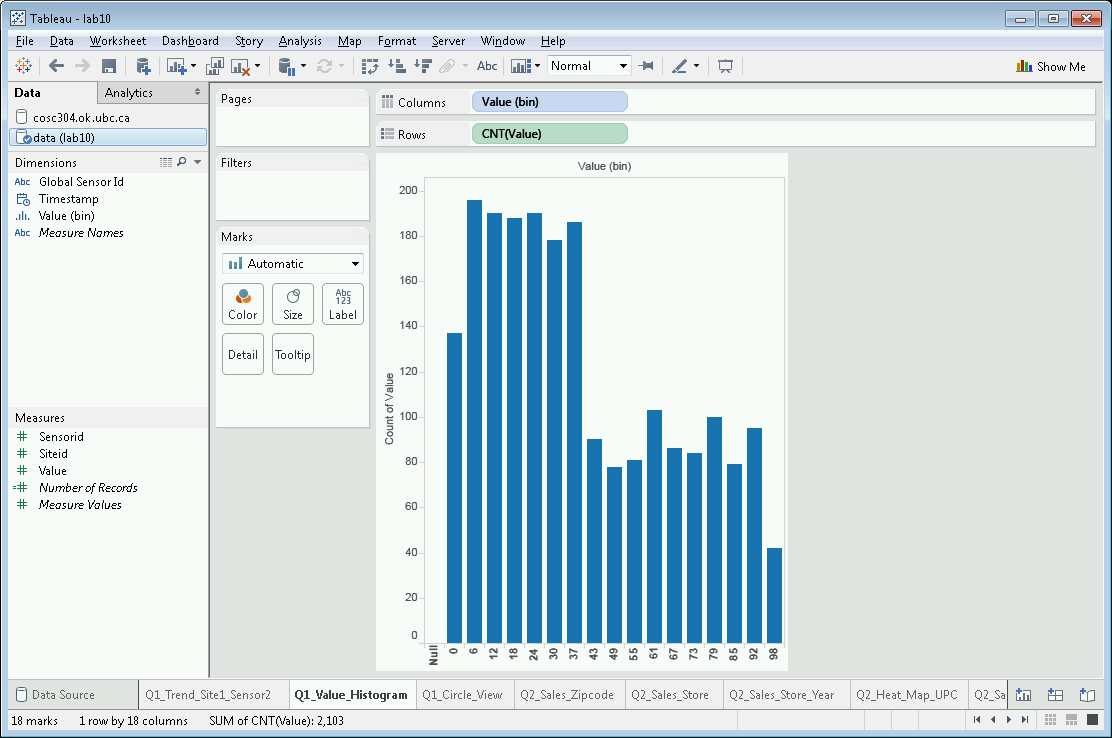 Tableau - lab10
File Data Worksheet Dashboard Story Analysis Map Format Server Window Help
Abc Normal Show Me
Data Analytics
cosc304.ok.ubc.ca
data (lab10)
Dimensions
Abc Global Sensor Id
Timestamp
Value (bin)
Abc Measure Names
Measures
# Sensorid
# Siteid
# Value
=# Number of Records
# Measure Values
Pages
Filters
Marks
Automatic
Color Size Abc 123 Label
Detail Tooltip
Columns Value (bin)
Rows CNT(Value)
Value (bin)
Count of Value
200
180
160
140
120
100
80
60
40
20
0
Null 0 6 12 18 24 30 37 43 49 55 61 67 73 79 85 92 98
Data Source Q1_Trend_Site1_Sensor2 Q1_Value_Histogram Q1_Circle_View Q2_Sales_Zipcode Q2_Sales_Store Q2_Sales_Store_Year Q2_Heat_Map_UPC Q2_Sa
18 marks 1 row by 18 columns SUM of CNT(Value): 2,103